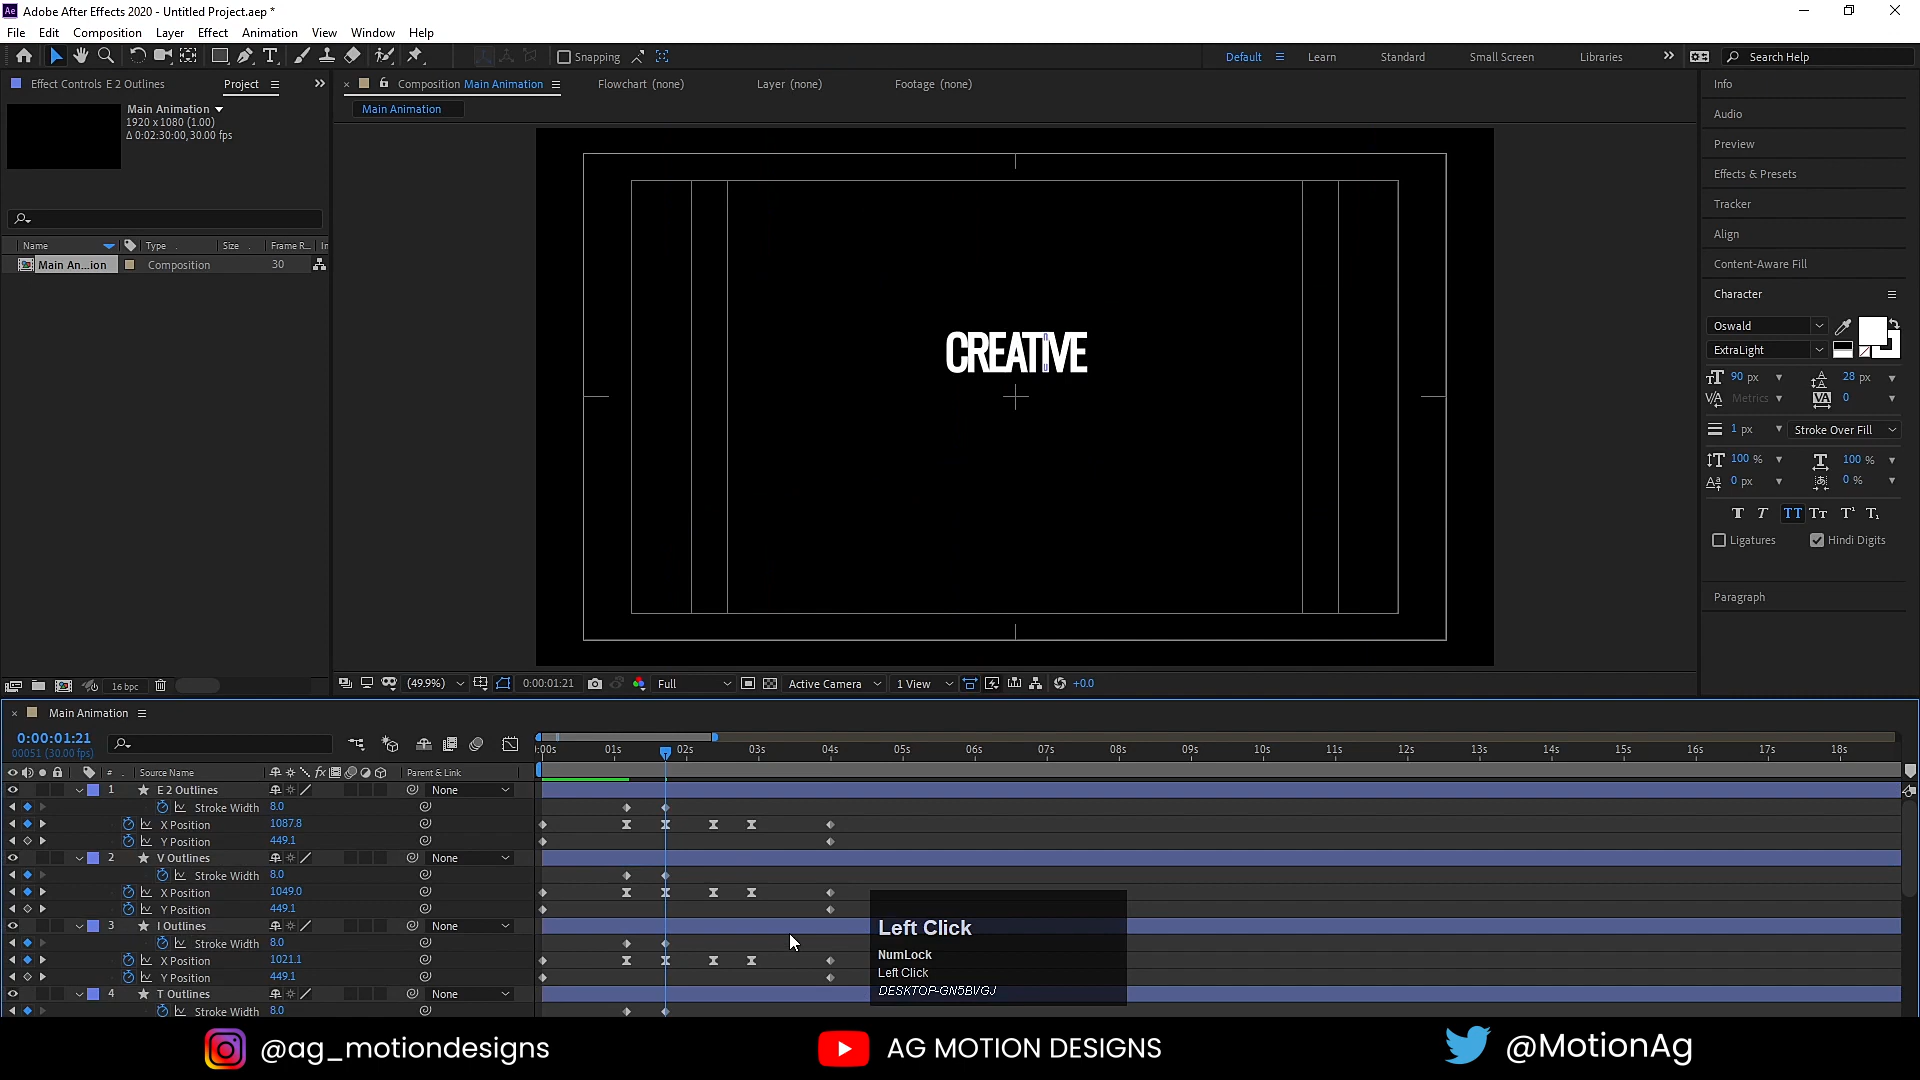 Adobe After Effects 2020 - Untitled Project.aep *
File Edit Composition Layer Effect Animation View Window Help
Snapping
Default Learn Standard Small Screen Libraries Search Help
Effect Controls E 2 Outlines Project
Main Animation
1920 x 1080 (1.00)
Δ 0:02:30:00, 30.00 fps
Name Type Size Frame R... In
Main An...ion Composition 30
16 bpc
Composition Main Animation Flowchart (none) Layer (none) Footage (none)
Main Animation
CREATIVE
(49.9%) 0:00:01:21 Full Active Camera 1 View +0.0
Info
Audio
Preview
Effects & Presets
Tracker
Align
Content-Aware Fill
Character
Oswald
ExtraLight
90 px 28 px
Metrics 0
1 px Stroke Over Fill
100 % 100 %
0 px 0 %
Ligatures Hindi Digits
Paragraph
Main Animation
0:00:01:21
00051 (30.00 fps)
:00s 01s 02s 03s 04s 05s 06s 07s 08s 09s 10s 11s 12s 13s 14s 15s 16s 17s 18s
# Source Name Parent & Link
1 E 2 Outlines None
Stroke Width 8.0
X Position 1087.8
Y Position 449.1
2 V Outlines None
Stroke Width 8.0
X Position 1049.0
Y Position 449.1
3 I Outlines None
Stroke Width 8.0
X Position 1021.1
Y Position 449.1
4 T Outlines None
Stroke Width 8.0
Left Click
NumLock
Left Click
DESKTOP-GN5BVGJ
@ag_motiondesigns AG MOTION DESIGNS @MotionAg